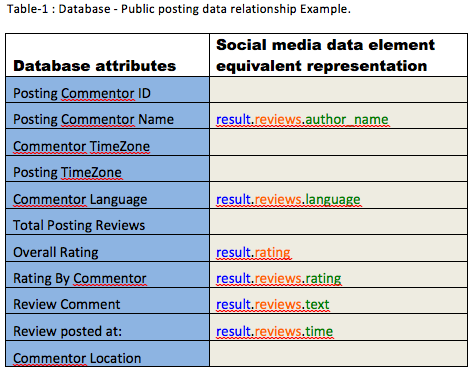 Table-1 : Database - Public posting data relationship Example.
Database attributes
Social media data element
equivalent representation
Posting Commentor ID
Posting Commentor Name
result.reviews.author_name
Commentor TimeZone
Posting TimeZone
Commentor Language
result.reviews.language
Total Posting Reviews
Overall Rating
result.rating
Rating By Commentor
result.reviews.rating
Review Comment
result.reviews.text
Review posted at:
result.reviews.time
Commentor Location